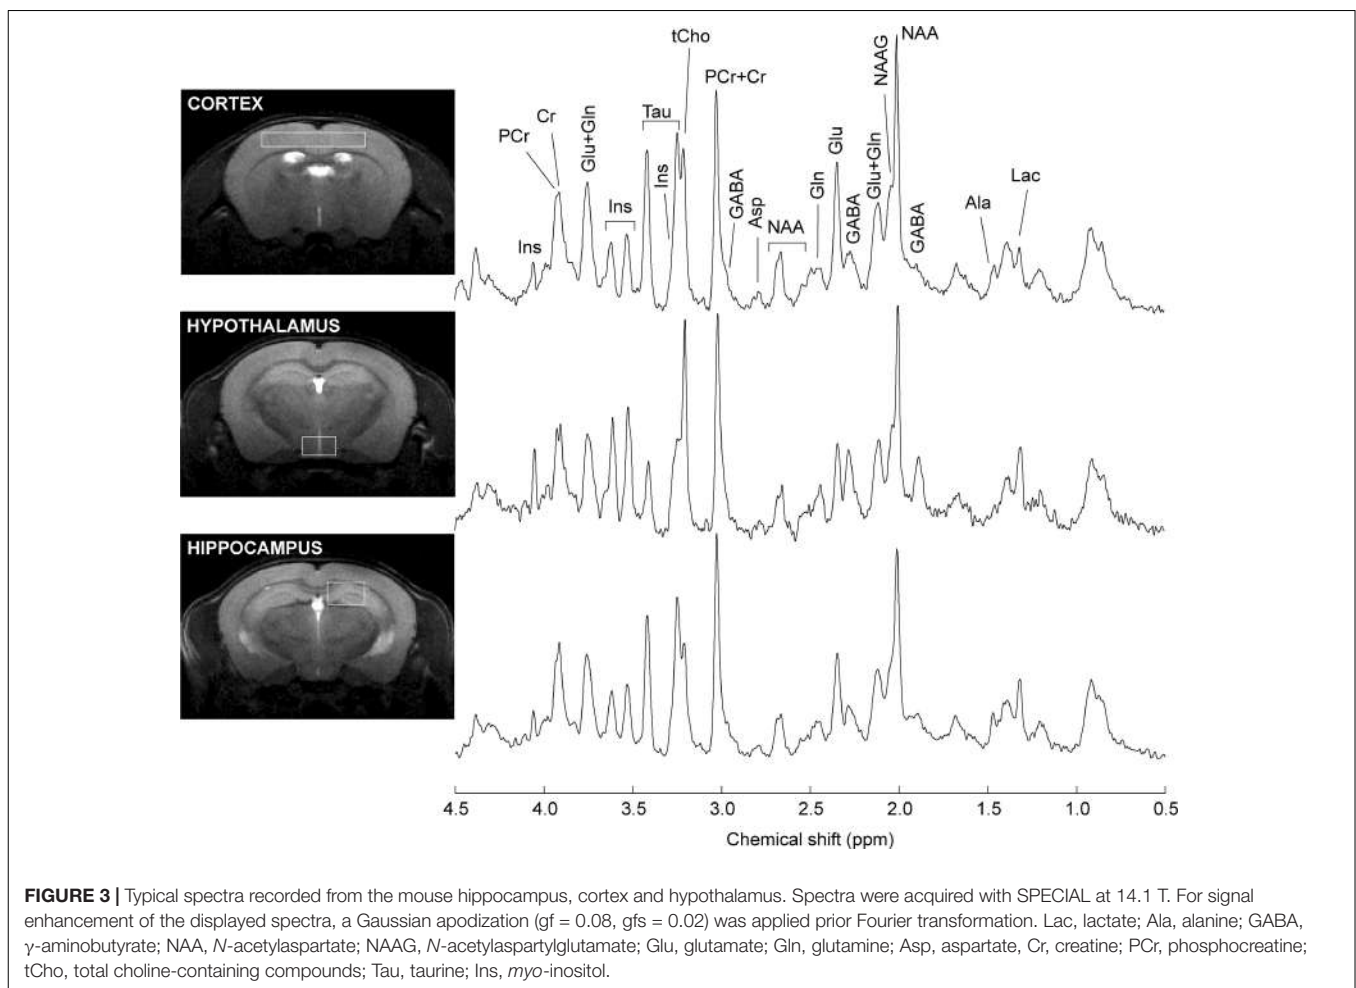 CORTEX
HYPOTHALAMUS
HIPPOCAMPUS
Ins
PCr
Cr
Glu+Gln
Ins
Tau
Ins
tCho
PCr+Cr
GABA
Asp
NAA
Gln
Glu
GABA
Glu+Gln
NAAG
NAA
GABA
Ala
Lac
4.5 4.0 3.5 3.0 2.5 2.0 1.5 1.0 0.5
Chemical shift (ppm)
FIGURE 3 | Typical spectra recorded from the mouse hippocampus, cortex and hypothalamus. Spectra were acquired with SPECIAL at 14.1 T. For signal
enhancement of the displayed spectra, a Gaussian apodization (gf = 0.08, gfs = 0.02) was applied prior Fourier transformation. Lac, lactate; Ala, alanine; GABA,
γ-aminobutyrate; NAA, N-acetylaspartate; NAAG, N-acetylaspartylglutamate; Glu, glutamate; Gln, glutamine; Asp, aspartate, Cr, creatine; PCr, phosphocreatine;
tCho, total choline-containing compounds; Tau, taurine; Ins, myo-inositol.